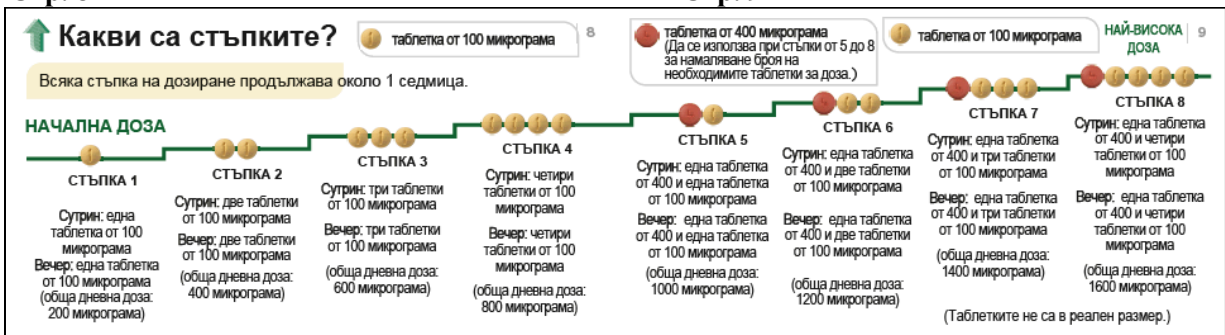 Какви са стъпките?
таблетка от 100 микрограма
8
таблетка от 400 микрограма
(Да се използва при стъпки от 5 до 8
за намаляване броя на
необходимите таблетки за доза.)
таблетка от 100 микрограма
НАЙ-ВИСОКА
ДОЗА
9
Всяка стъпка на дозиране продължава около 1 седмица.
НАЧАЛНА ДОЗА
СТЪПКА 1
Сутрин: една
таблетка от 100
микрограма
Вечер: една таблетка
от 100 микрограма
(обща дневна доза:
200 микрограма)
СТЪПКА 2
Сутрин: две таблетки
от 100 микрограма
Вечер: две таблетки
от 100 микрограма
(обща дневна доза:
400 микрограма)
СТЪПКА 3
Сутрин: три таблетки
от 100 микрограма
Вечер: три таблетки
от 100 микрограма
(обща дневна доза:
600 микрограма)
СТЪПКА 4
Сутрин: четири
таблетки от 100
микрограма
Вечер: четири
таблетки от 100
микрограма
(обща дневна доза:
800 микрограма)
СТЪПКА 5
Сутрин: една таблетка
от 400 и една таблетка
от 100 микрограма
Вечер: една таблетка
от 400 и една таблетка
от 100 микрограма
(обща дневна доза:
1000 микрограма)
СТЪПКА 6
Сутрин: една таблетка
от 400 и две таблетки
от 100 микрограма
Вечер: една таблетка
от 400 и две таблетки
от 100 микрограма
(обща дневна доза:
1200 микрограма)
СТЪПКА 7
Сутрин: една таблетка
от 400 и три таблетки
от 100 микрограма
Вечер: една таблетка
от 400 и три таблетки
от 100 микрограма
(обща дневна доза:
1400 микрограма)
СТЪПКА 8
Сутрин: една таблетка
от 400 и четири
таблетки от 100
микрограма
Вечер: една таблетка
от 400 и четири
таблетки от 100
микрограма
(обща дневна доза:
1600 микрограма)
(Таблетките не са в реален размер.)